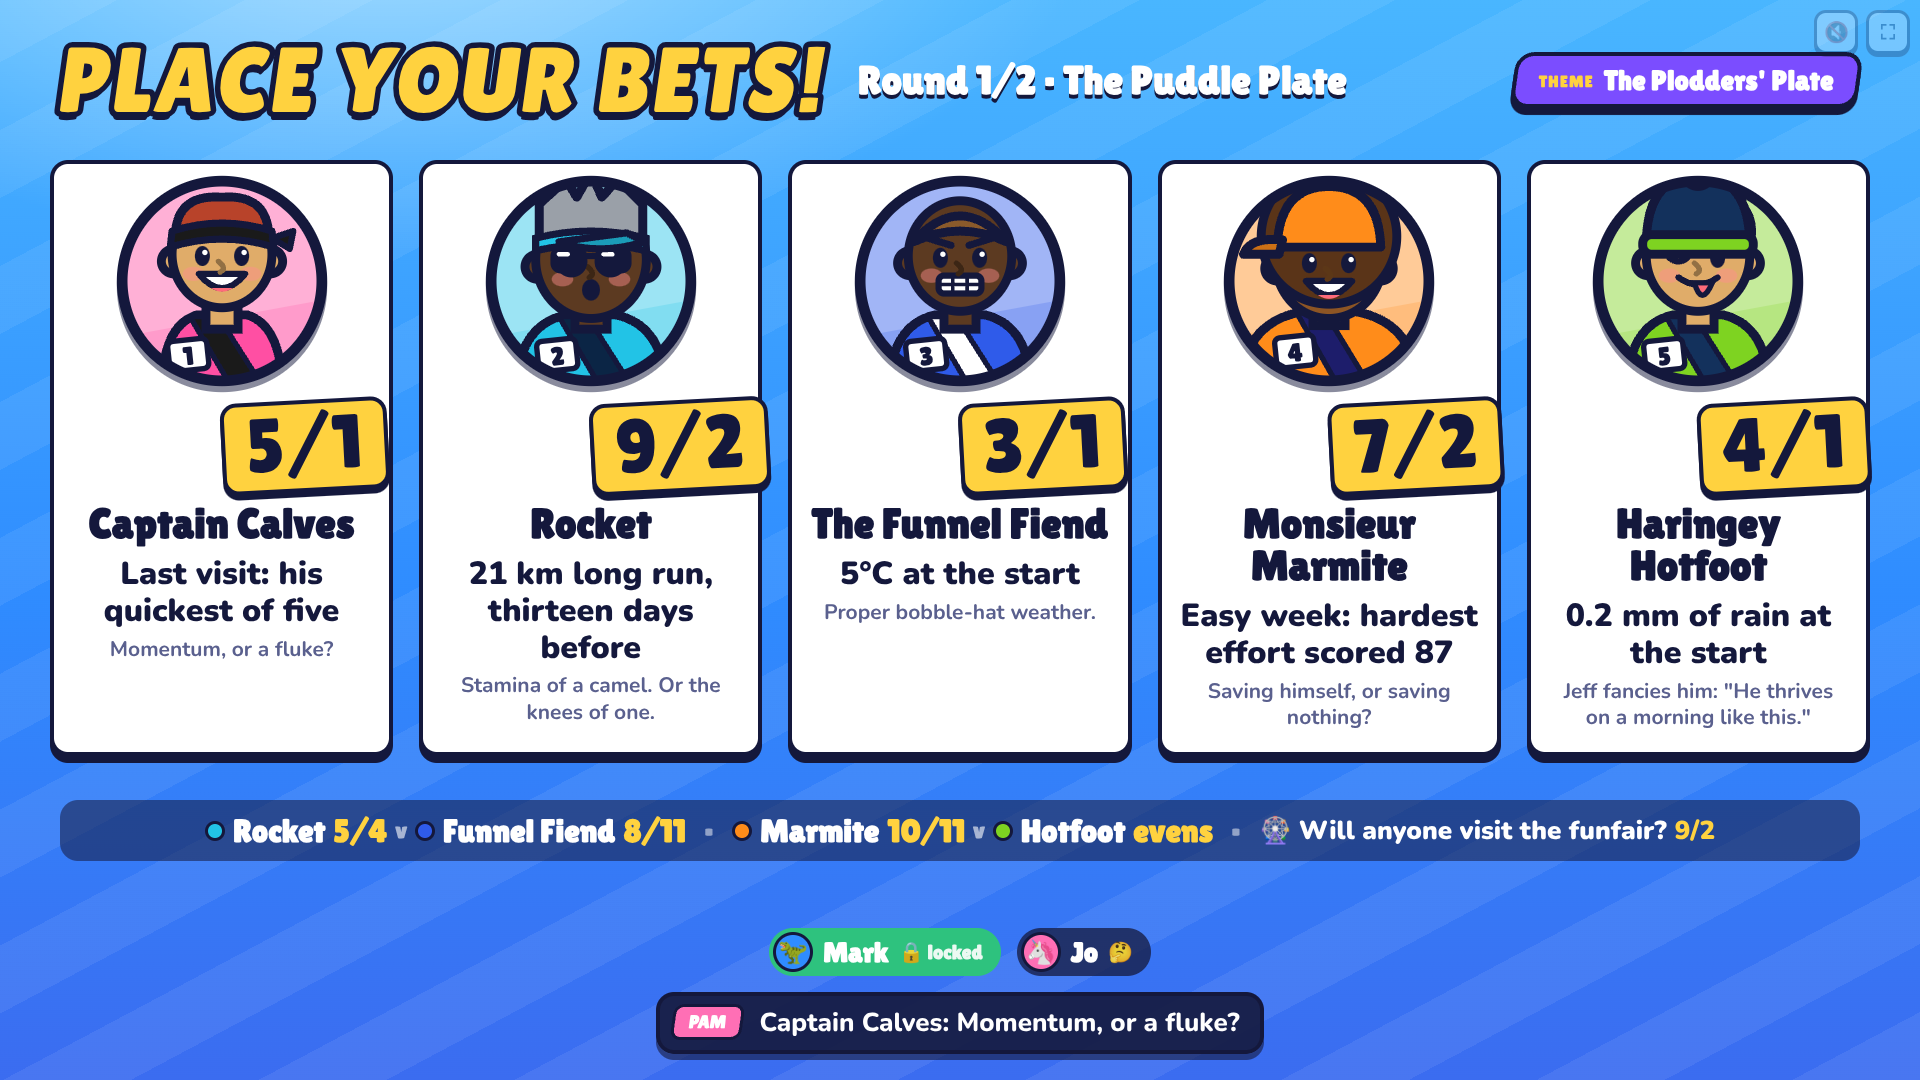 PLACE YOUR BETS!
Round 1/2 · The Puddle Plate
THEME The Plodders' Plate
1
5/1
Captain Calves
Last visit: his
quickest of five
Momentum, or a fluke?
2
9/2
Rocket
21 km long run,
thirteen days
before
Stamina of a camel. Or the
knees of one.
3
3/1
The Funnel Fiend
5°C at the start
Proper bobble-hat weather.
4
7/2
Monsieur
Marmite
Easy week: hardest
effort scored 87
Saving himself, or saving
nothing?
5
4/1
Haringey
Hotfoot
0.2 mm of rain at
the start
Jeff fancies him: "He thrives
on a morning like this."
Rocket 5/4 v Funnel Fiend 8/11 · Marmite 10/11 v Hotfoot evens · Will anyone visit the funfair? 9/2
Mark locked
Jo
PAM Captain Calves: Momentum, or a fluke?